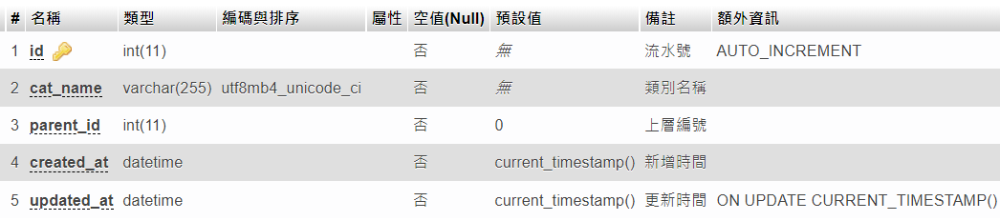 # 名稱 類型 編碼與排序 屬性 空值(Null) 預設值 備註 額外資訊
1 id int(11) 否 無 流水號 AUTO_INCREMENT
2 cat_name varchar(255) utf8mb4_unicode_ci 否 無 類別名稱
3 parent_id int(11) 否 0 上層編號
4 created_at datetime 否 current_timestamp() 新增時間
5 updated_at datetime 否 current_timestamp() 更新時間 ON UPDATE CURRENT_TIMESTAMP()